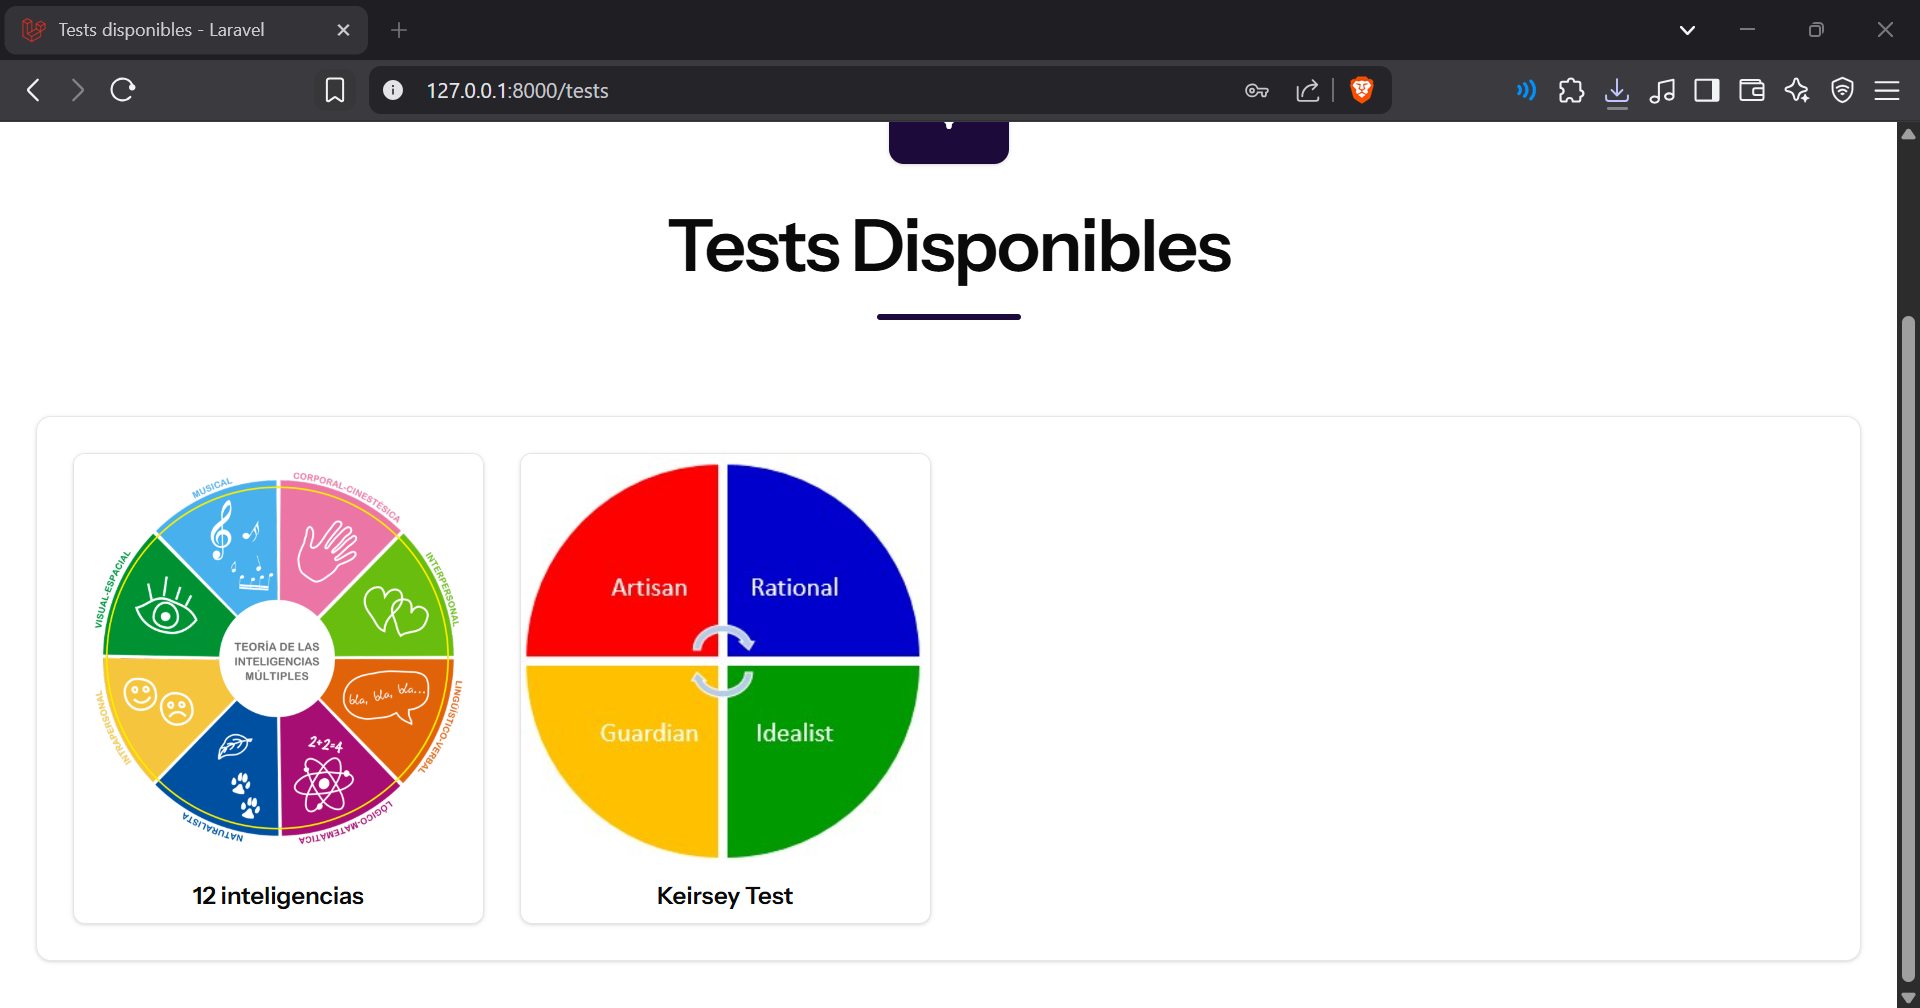 Tests disponibles - Laravel
127.0.0.1:8000/tests
Tests Disponibles
MUSICAL
CORPORAL-CINESTÉSICA
VISUAL-ESPACIAL
INTERPERSONAL
TEORÍA DE LAS
INTELIGENCIAS
MÚLTIPLES
bla, bla, bla...
INTRAPERSONAL
LINGÜÍSTICO-VERBAL
2+2=4
NATURALISTA
LÓGICO-MATEMÁTICA
12 inteligencias
Artisan
Rational
Guardian
Idealist
Keirsey Test